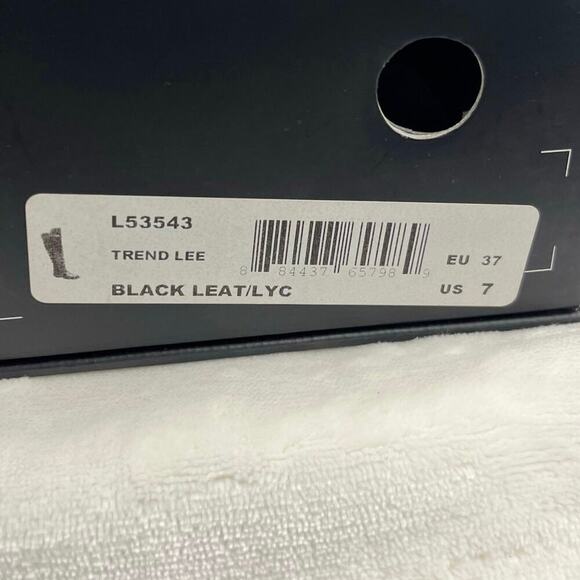 L53543
TREND LEE
8 84437 65798 9
BLACK LEAT/LYC
EU 37
US 7